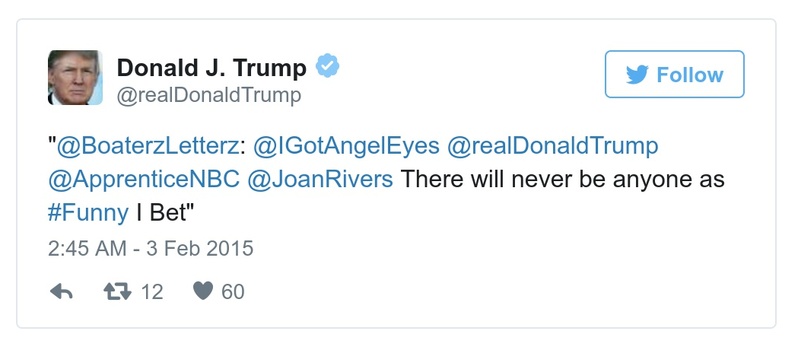 Donald J. Trump
@realDonaldTrump
Follow
"@BoaterzLetterz: @IGotAngelEyes @realDonaldTrump
@ApprenticeNBC @JoanRivers There will never be anyone as
#Funny I Bet"
2:45 AM - 3 Feb 2015
12 60